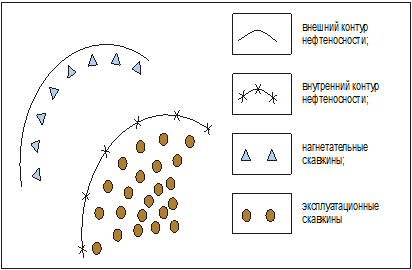 внешний контур
нефтеносности;
внутренний контур
нефтеносности;
нагнетательные
скважины;
эксплуатационные
скважины